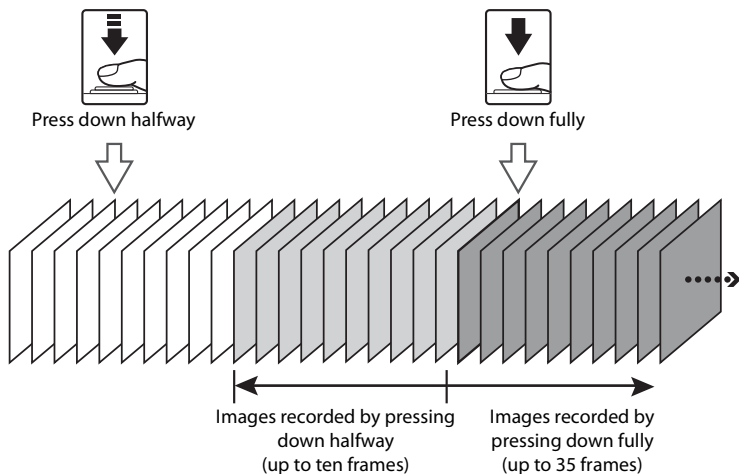 Press down halfway
Press down fully
Images recorded by pressing
down halfway
(up to ten frames)
Images recorded by
pressing down fully
(up to 35 frames)